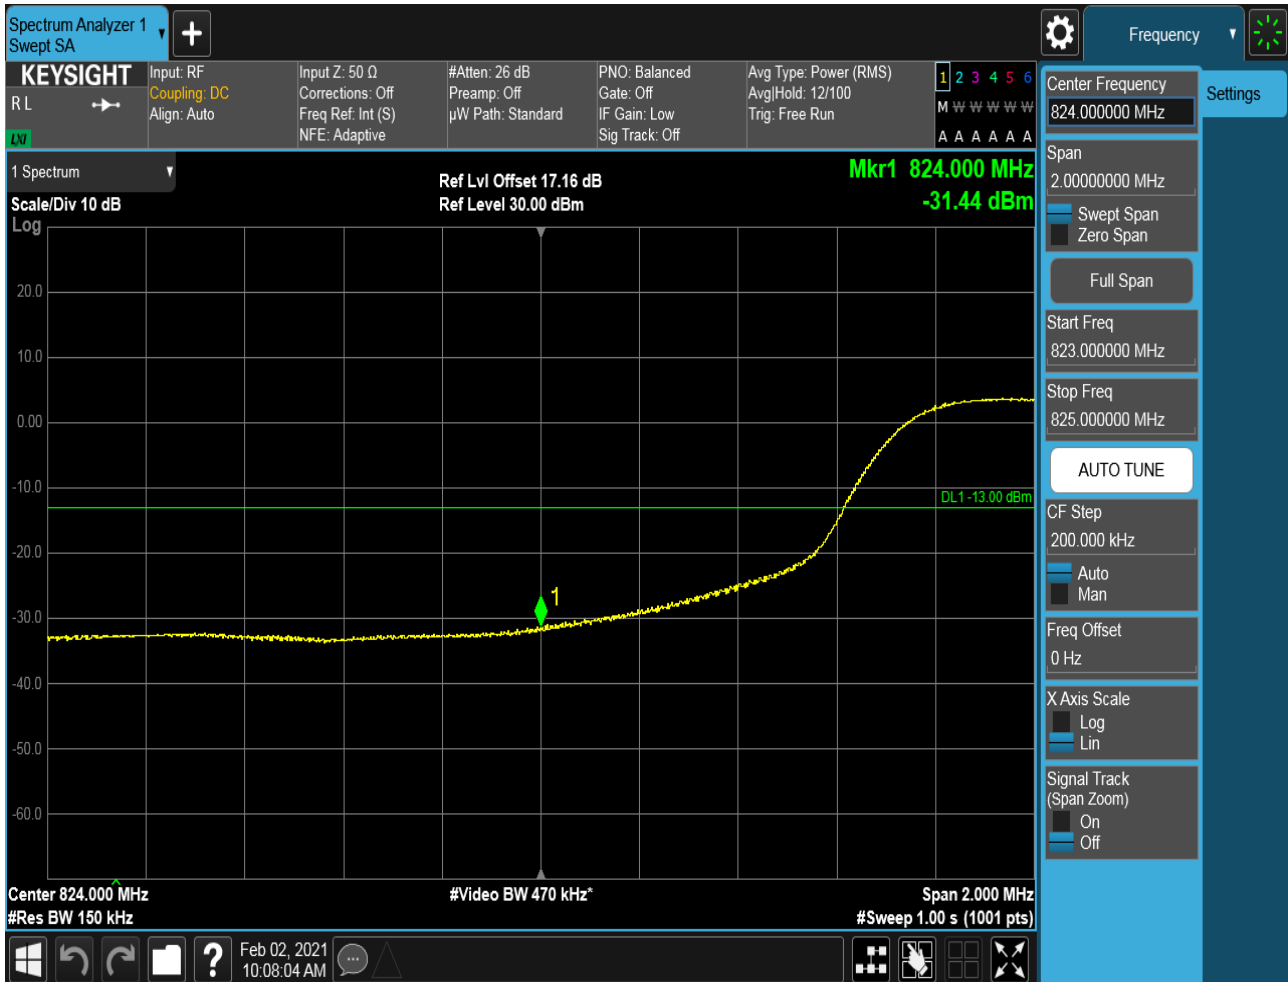 Spectrum Analyzer 1
Swept SA
Frequency
KEYSIGHT
R L
LXI
Input: RF
Coupling: DC
Align: Auto
Input Z: 50 Ω
Corrections: Off
Freq Ref: Int (S)
NFE: Adaptive
#Atten: 26 dB
Preamp: Off
µW Path: Standard
PNO: Balanced
Gate: Off
IF Gain: Low
Sig Track: Off
Avg Type: Power (RMS)
Avg|Hold: 12/100
Trig: Free Run
1 2 3 4 5 6
M W W W W W
A A A A A A
1 Spectrum
Scale/Div 10 dB
Log
Ref Lvl Offset 17.16 dB
Ref Level 30.00 dBm
Mkr1 824.000 MHz
-31.44 dBm
20.0
10.0
0.00
-10.0
-20.0
-30.0
-40.0
-50.0
-60.0
DL1 -13.00 dBm
1
Center 824.000 MHz
#Video BW 470 kHz*
Span 2.000 MHz
#Res BW 150 kHz
#Sweep 1.00 s (1001 pts)
Feb 02, 2021
10:08:04 AM
?
Center Frequency
824.000000 MHz
Settings
Span
2.00000000 MHz
Swept Span
Zero Span
Full Span
Start Freq
823.000000 MHz
Stop Freq
825.000000 MHz
AUTO TUNE
CF Step
200.000 kHz
Auto
Man
Freq Offset
0 Hz
X Axis Scale
Log
Lin
Signal Track
(Span Zoom)
On
Off